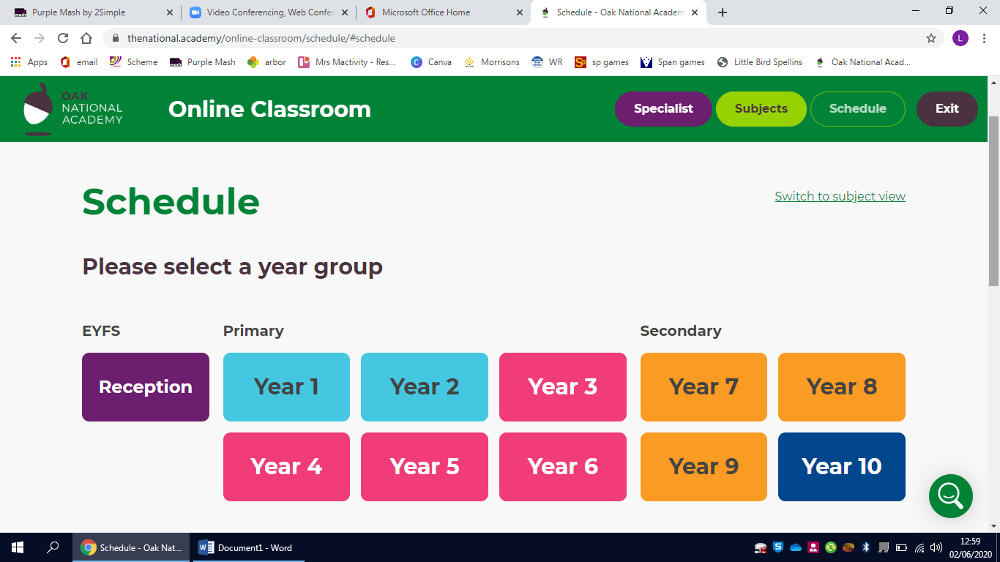 Purple Mash by 2Simple
Video Conferencing, Web Confer
Microsoft Office Home
Schedule - Oak National Academ
thenational.academy/online-classroom/schedule/#schedule
L
Apps
email
Scheme
Purple Mash
arbor
Mrs Mactivity - Res...
Canva
Morrisons
WR
sp games
Span games
Little Bird Spellins
Oak National Acad...
OAK
NATIONAL
ACADEMY
Online Classroom
Specialist
Subjects
Schedule
Exit
Schedule
Switch to subject view
Please select a year group
EYFS
Primary
Secondary
Reception
Year 1
Year 2
Year 3
Year 7
Year 8
Year 4
Year 5
Year 6
Year 9
Year 10
Schedule - Oak Nat...
Document1 - Word
12:59
02/06/2020